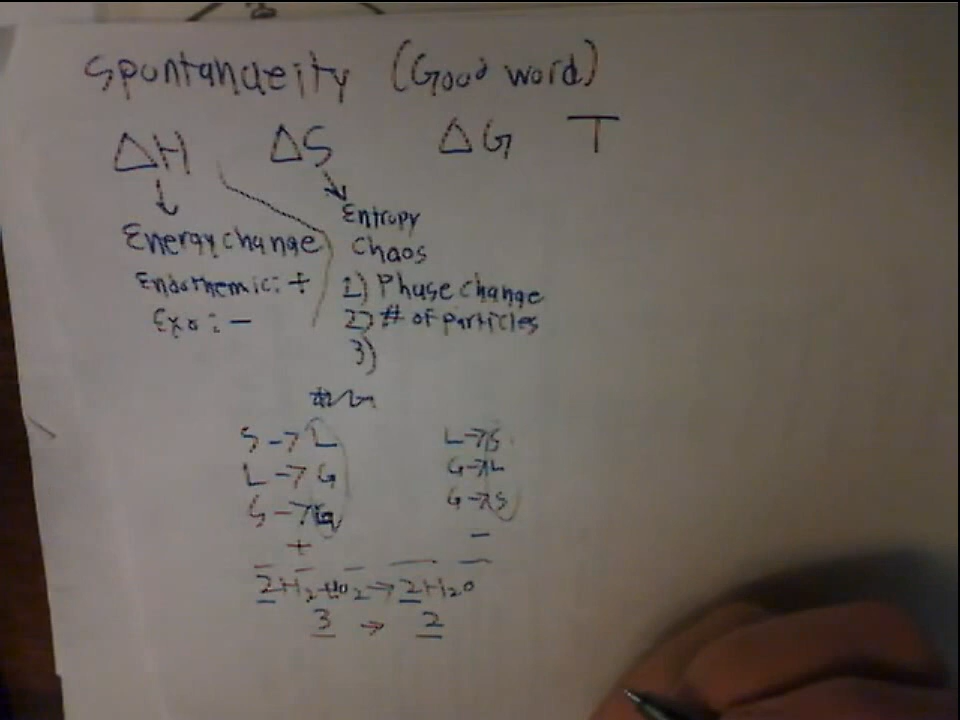 Spontaneity (Good word)
ΔH ΔS ΔG T
Entropy
Energy change Chaos
Endothemic: + 1) Phase change
Exo: - 2) # of particles
3)
S → L L → S
L → G G → L
S → G G → S
+ -
2H₂ + O₂ → 2H₂O
3 → 2